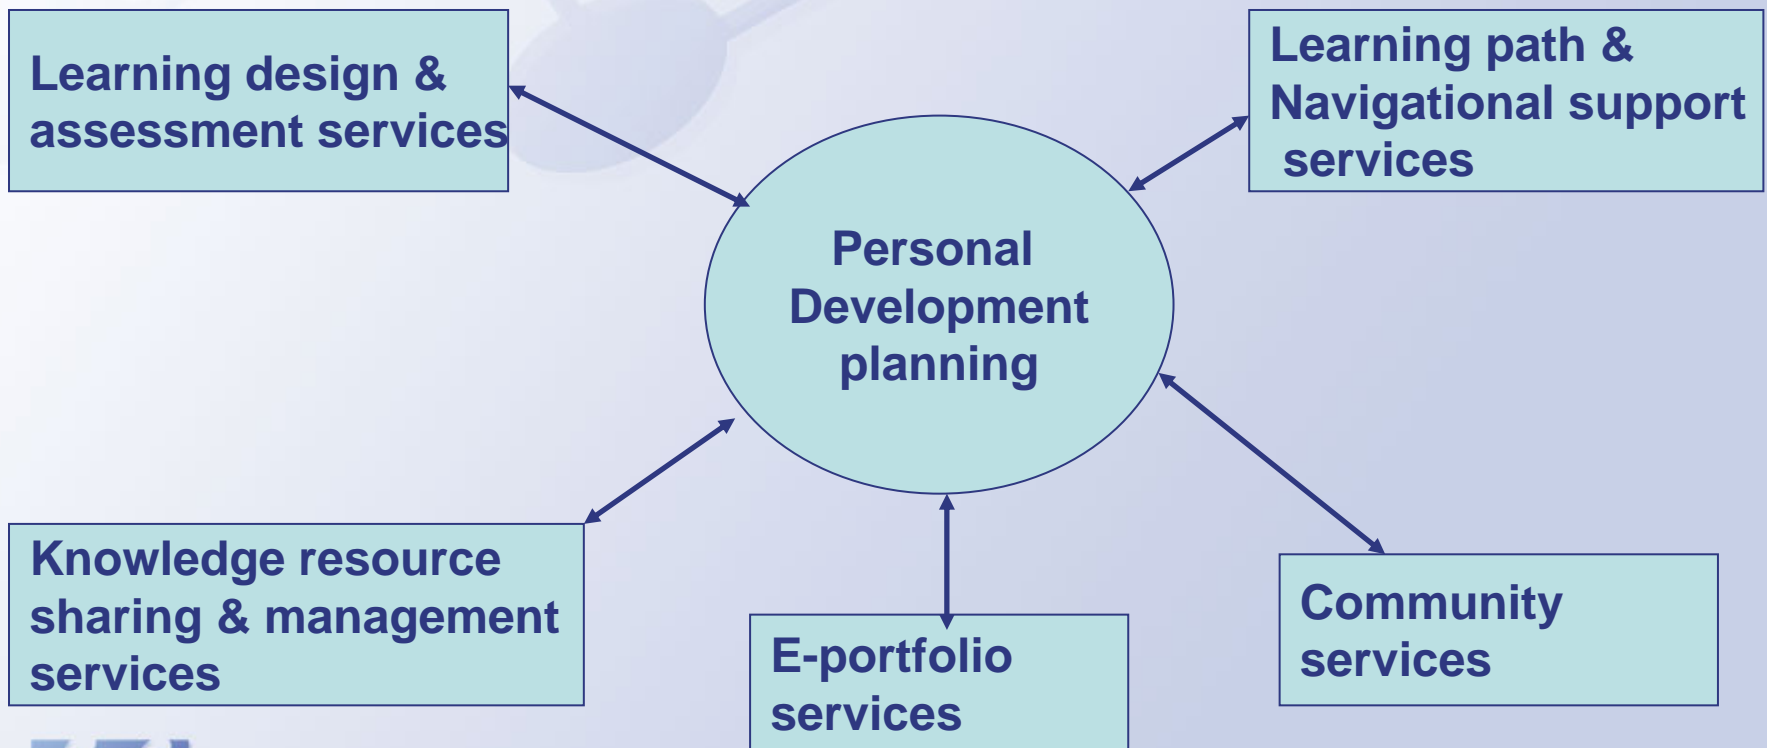 Learning design &
assessment services
Learning path &
Navigational support
services
Personal
Development
planning
Knowledge resource
sharing & management
services
E-portfolio
services
Community
services